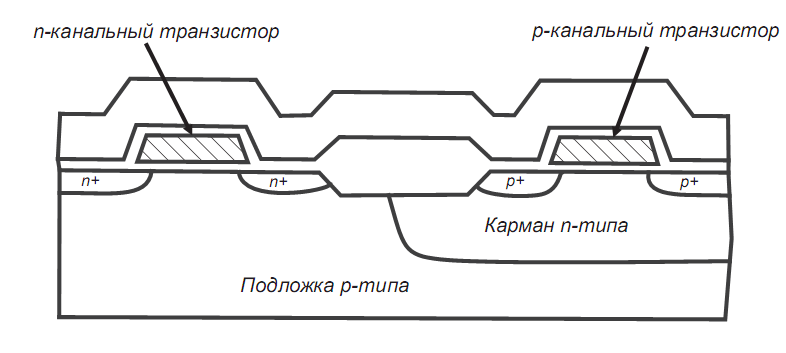 n-канальный транзистор
p-канальный транзистор
n+
n+
p+
p+
Карман n-типа
Подложка p-типа